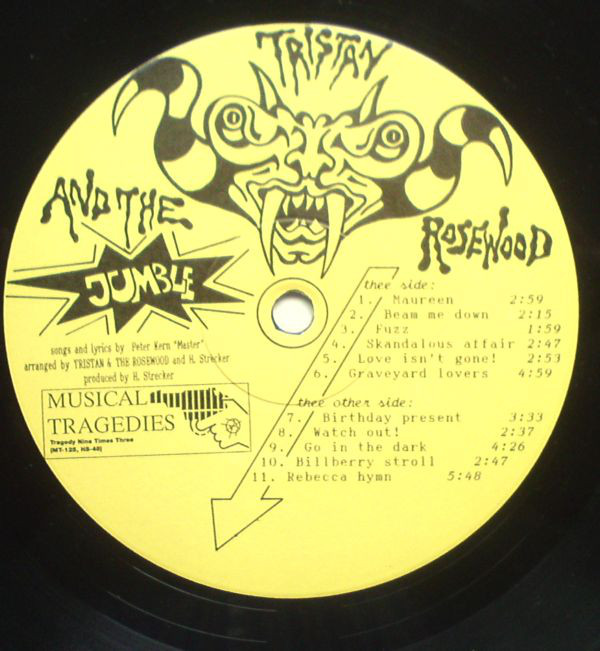 TRISTAN
AND THE
ROSEWOOD
JUMBLE
songs and lyrics by Peter Kern "Master"
arranged by TRISTAN & THE ROSEWOOD and H. Strecker
produced by H. Strecker
MUSICAL
TRAGEDIES
Tragedy Nine Times Three
(MT-125, HS-40)
thee side:
1. Maureen 2:59
2. Beam me down 2:15
3. Fuzz 1:59
4. Skandalous affair 2:47
5. Love isn't gone! 2:53
6. Graveyard lovers 4:59
thee other side:
7. Birthday present 3:33
8. Watch out! 2:37
9. Go in the dark 4:26
10. Billberry stroll 2:47
11. Rebecca hymn 5:48